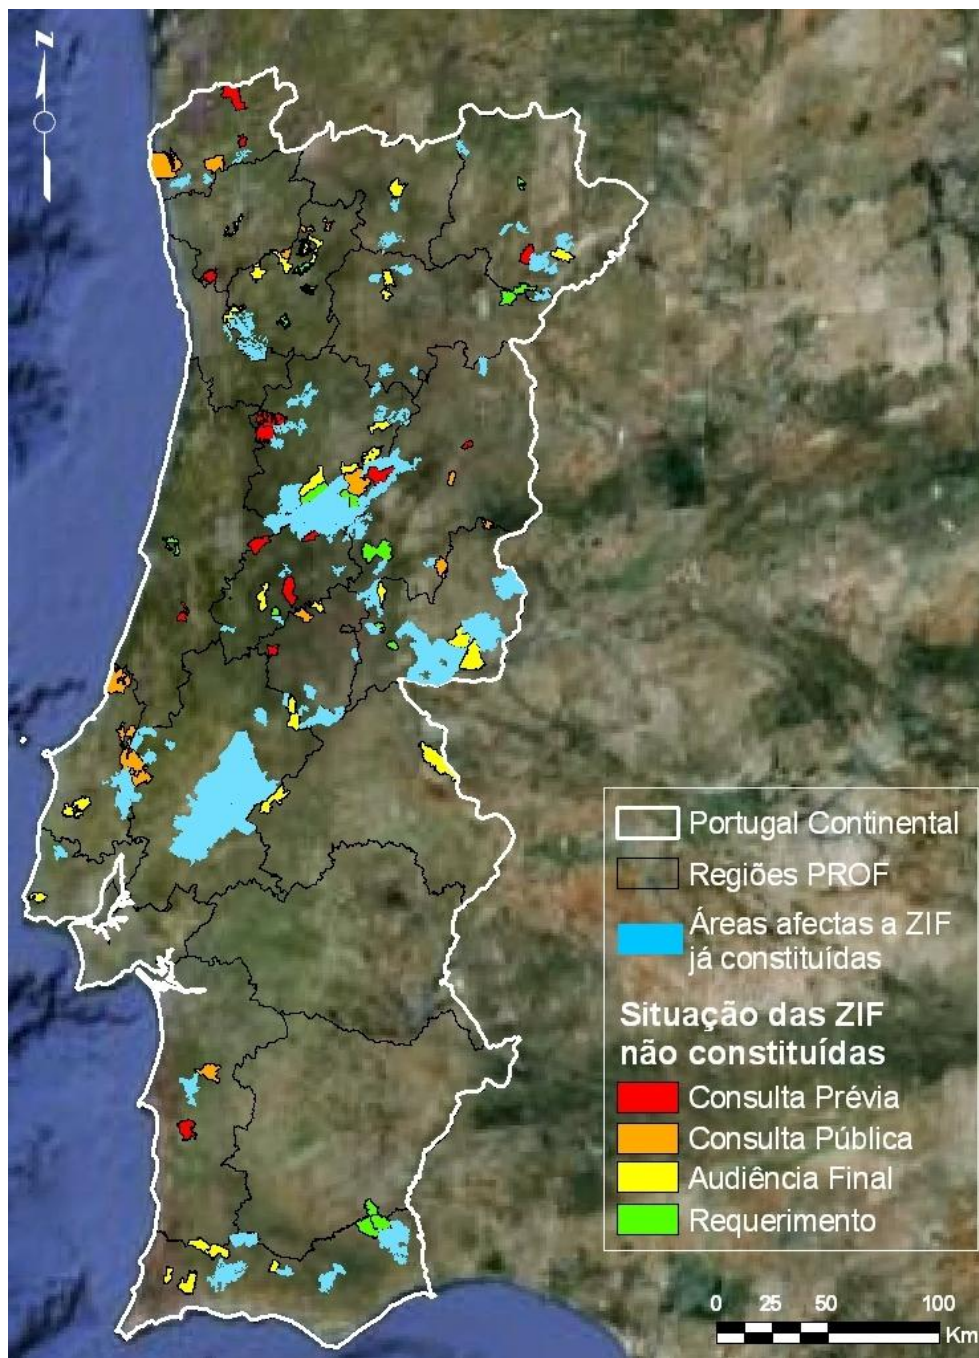 N
Portugal Continental
Regiões PROF
Áreas afectas a ZIF
já constituídas
Situação das ZIF
não constituídas
Consulta Prévia
Consulta Pública
Audiência Final
Requerimento
0 25 50 100
Km